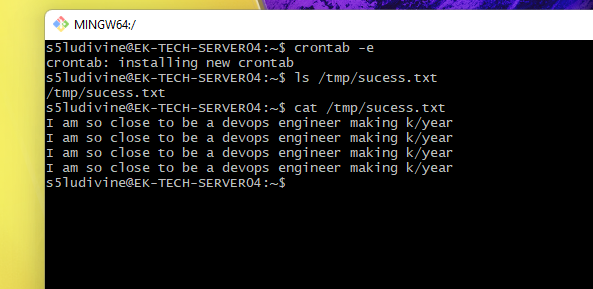 MINGW64:/
s5ludivine@EK-TECH-SERVER04:~$ crontab -e
crontab: installing new crontab
s5ludivine@EK-TECH-SERVER04:~$ ls /tmp/sucess.txt
/tmp/sucess.txt
s5ludivine@EK-TECH-SERVER04:~$ cat /tmp/sucess.txt
I am so close to be a devops engineer making k/year
I am so close to be a devops engineer making k/year
I am so close to be a devops engineer making k/year
I am so close to be a devops engineer making k/year
s5ludivine@EK-TECH-SERVER04:~$